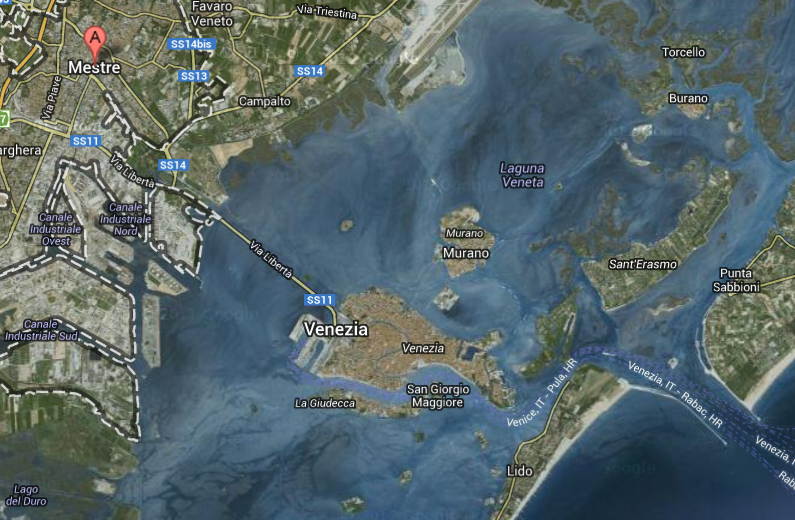 Favaro
Veneto
Via Triestina
A
Mestre
SS14bis
SS13
SS14
Torcello
Via Piave
Campalto
Burano
7
SS11
arghera
SS14
Via Libertà
Laguna
Veneta
Canale
Industriale
Ovest
Canale
Industriale
Nord
Murano
Murano
Via Libertà
Sant'Erasmo
Punta
Sabbioni
SS11
Venezia
Canale
Industriale Sud
Venezia
San Giorgio
Maggiore
La Giudecca
Venice, IT - Pula, HR
Venezia, IT - Rabac, HR
Venezia, I
Rab
Lido
Lago
del Duro